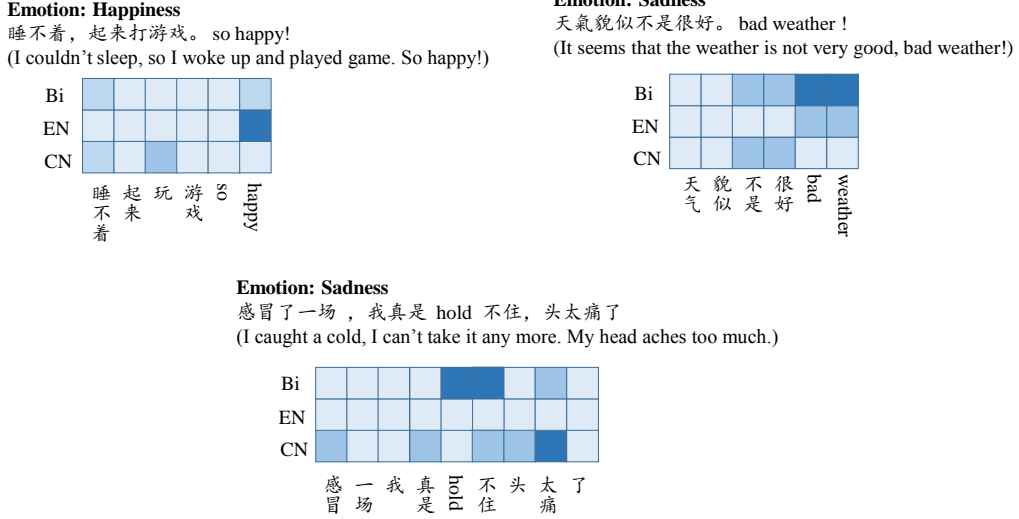 Emotion: Happiness
睡不着，起来打游戏。 so happy!
(I couldn't sleep, so I woke up and played game. So happy!)
Bi
EN
CN
睡不着 起来 玩 游戏 so happy
Emotion: Sadness
天氣貌似不是很好。 bad weather !
(It seems that the weather is not very good, bad weather!)
Bi
EN
CN
天气 貌似 不是 很好 bad weather
Emotion: Sadness
感冒了一场 ，我真是 hold 不住，头太痛了
(I caught a cold, I can't take it any more. My head aches too much.)
Bi
EN
CN
感冒 一场 我 真是 hold 不住 头 太痛 了